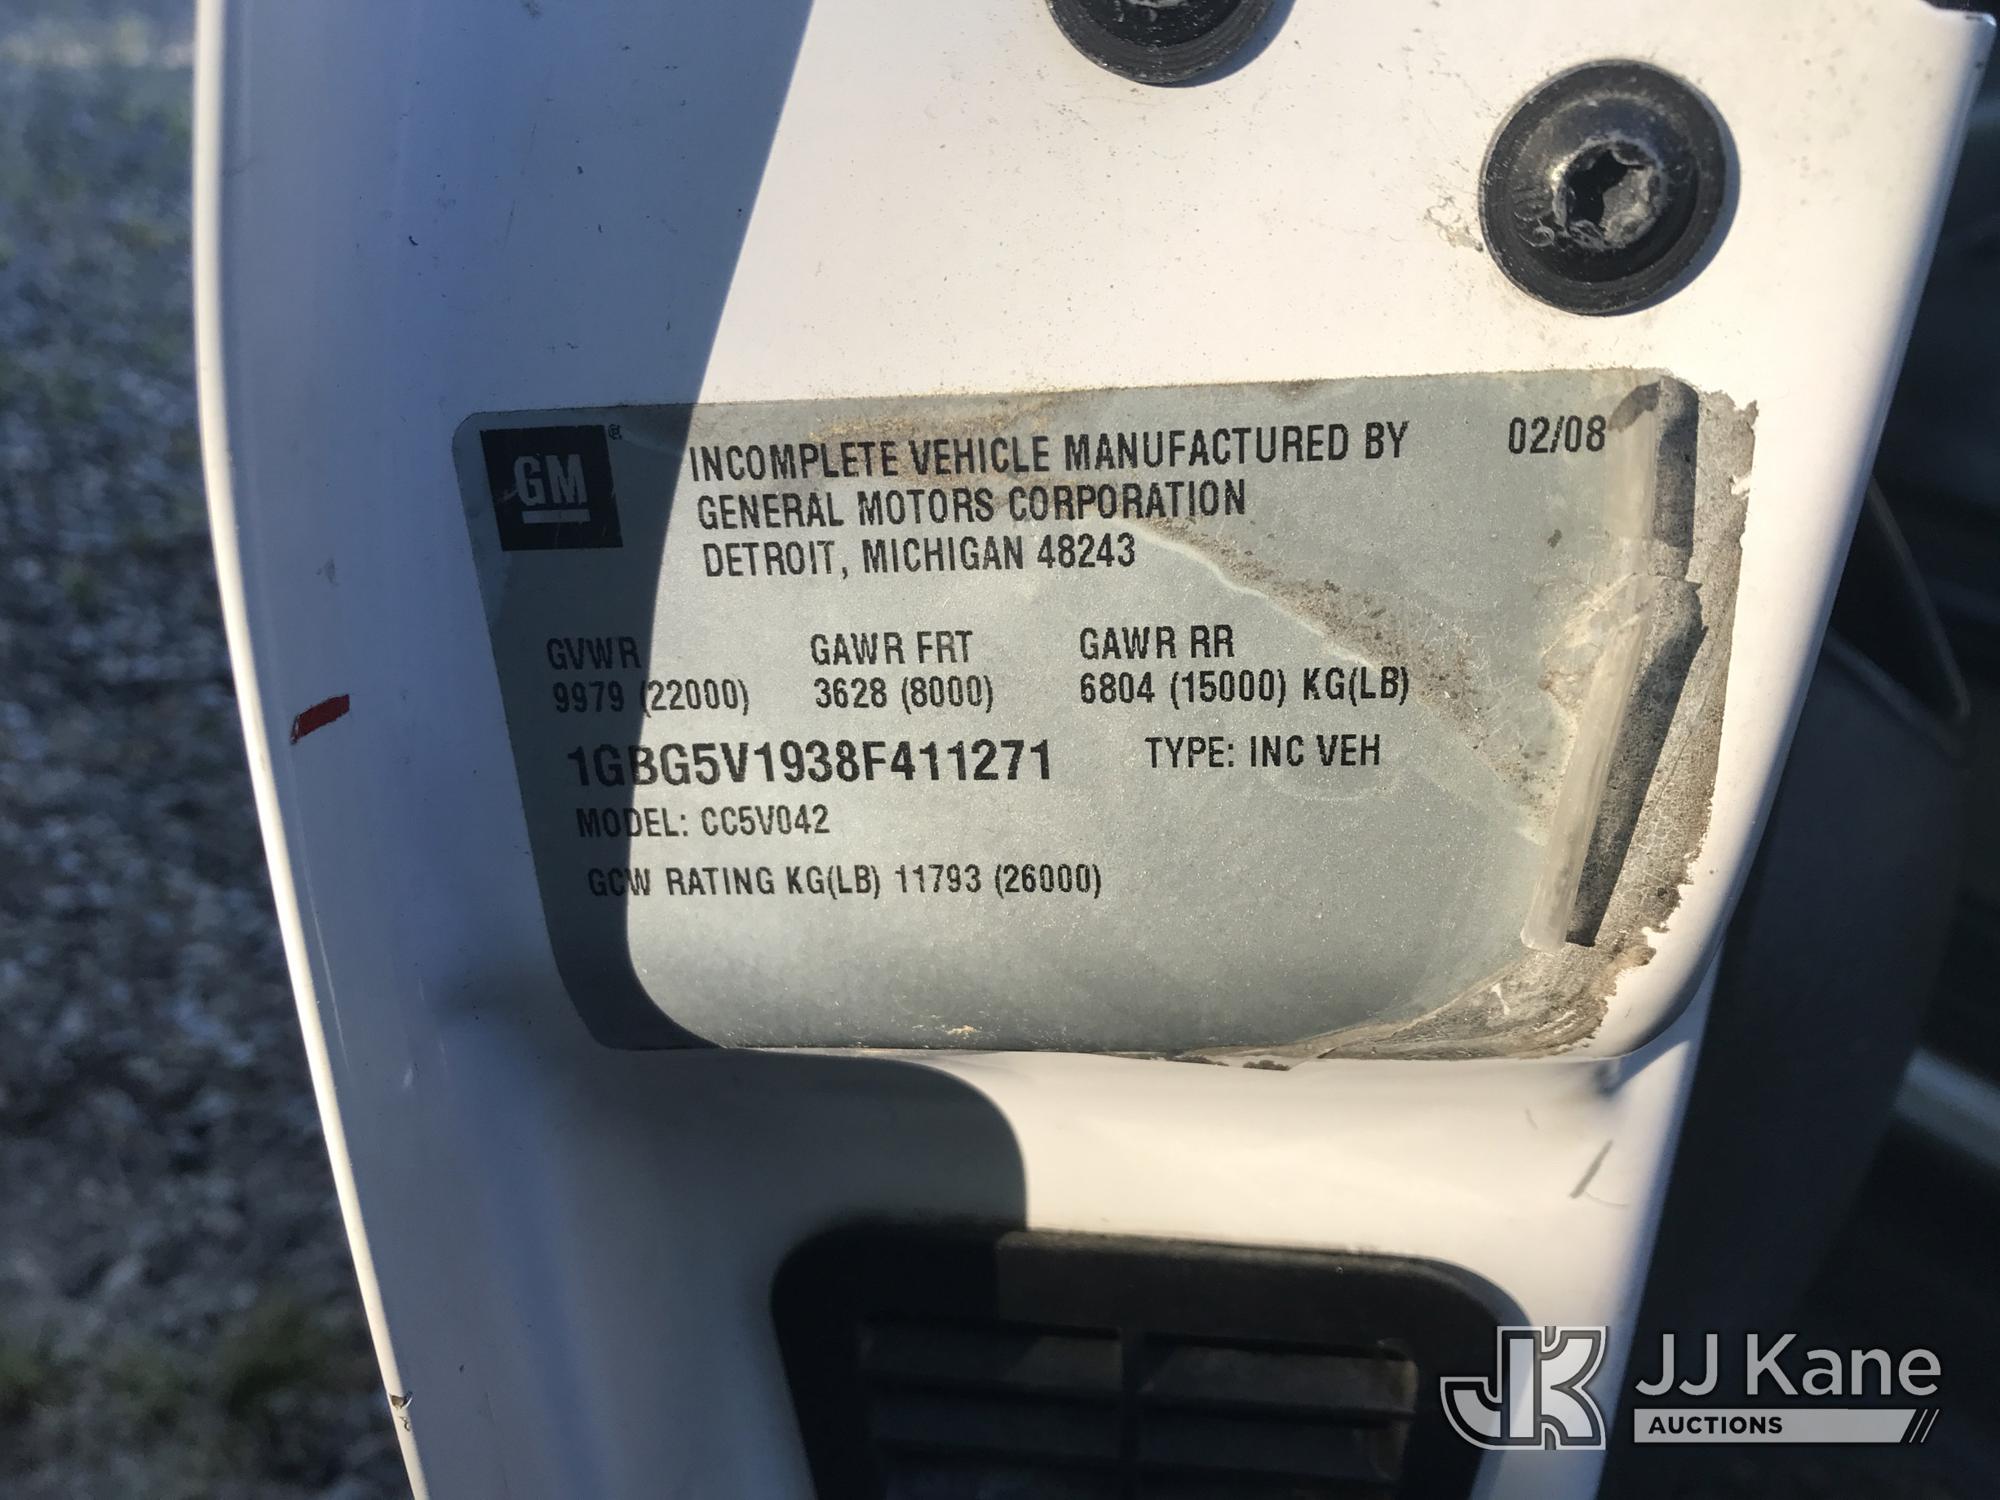 GM®
INCOMPLETE VEHICLE MANUFACTURED BY 02/08
GENERAL MOTORS CORPORATION
DETROIT, MICHIGAN 48243
GVWR GAWR FRT GAWR RR
9979 (22000) 3628 (8000) 6804 (15000) KG(LB)
1GBG5V1938F411271 TYPE: INC VEH
MODEL: CC5V042
GCW RATING KG(LB) 11793 (26000)
JK JJ Kane
AUCTIONS